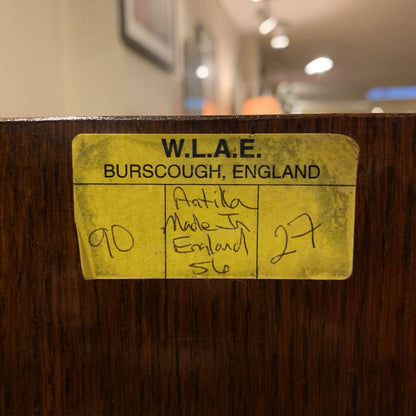 W.L.A.E.
BURSCOUGH, ENGLAND
90
Antika
Made In
England
56
27